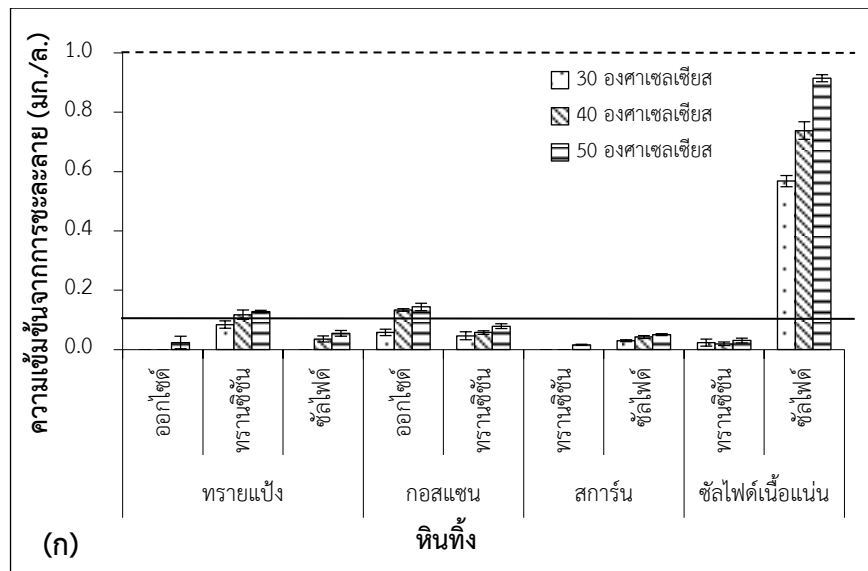 ความเข้มข้นจากการชะละลาย (มก./ล.)
1.0
0.8
0.6
0.4
0.2
0.0
30 องศาเซลเซียส
40 องศาเซลเซียส
50 องศาเซลเซียส
ออกไซด์ ทรานซิชัน ซัลไฟด์ ออกไซด์ ทรานซิชัน ทรานซิชัน ซัลไฟด์ ทรานซิชัน ซัลไฟด์
ทรายแป้ง กอสแซน สการ์น ซัลไฟด์เนื้อแน่น
(ก) หินทิ้ง